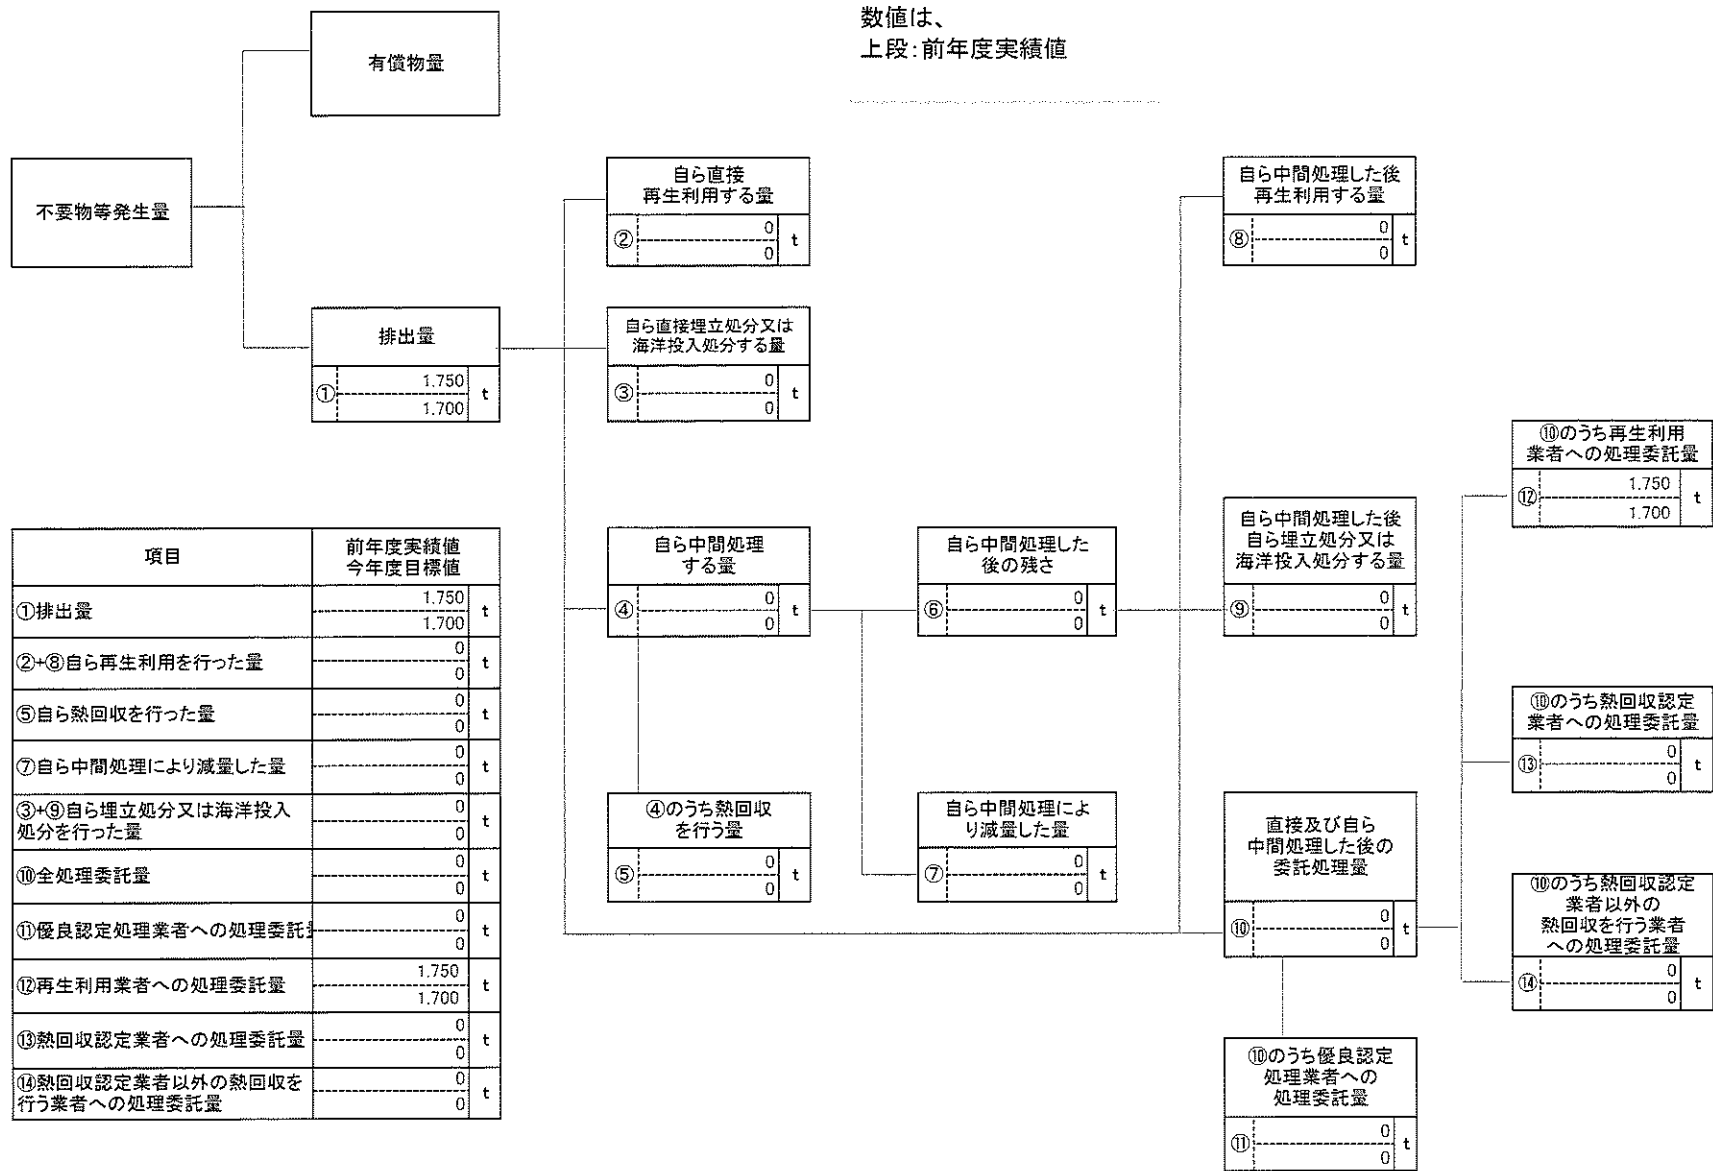 数値は、
上段:前年度実績値
有償物量
不要物等発生量
排出量
① 1.750 t
1.700
自ら直接
再生利用する量
② 0 t
0
自ら直接埋立処分又は
海洋投入処分する量
③ 0 t
0
自ら中間処理
する量
④ 0 t
0
④のうち熱回収
を行う量
⑤ 0 t
0
自ら中間処理した
後の残さ
⑥ 0 t
0
自ら中間処理によ
り減量した量
⑦ 0 t
0
自ら中間処理した後
再生利用する量
⑧ 0 t
0
自ら中間処理した後
自ら埋立処分又は
海洋投入処分する量
⑨ 0 t
0
直接及び自ら
中間処理した後の
委託処理量
⑩ 0 t
0
⑩のうち優良認定
処理業者への
処理委託量
⑪ 0 t
0
⑩のうち再生利用
業者への処理委託量
⑫ 1.750 t
1.700
⑩のうち熱回収認定
業者への処理委託量
⑬ 0 t
0
⑩のうち熱回収認定
業者以外の
熱回収を行う業者
への処理委託量
⑭ 0 t
0
項目 前年度実績値
今年度目標値
①排出量 1.750 t
1.700
②+⑧自ら再生利用を行った量 0 t
0
⑤自ら熱回収を行った量 0 t
0
⑦自ら中間処理により減量した量 0 t
0
③+⑨自ら埋立処分又は海洋投入
処分を行った量 0 t
0
⑩全処理委託量 0 t
0
⑪優良認定処理業者への処理委託 0 t
0
⑫再生利用業者への処理委託量 1.750 t
1.700
⑬熱回収認定業者への処理委託量 0 t
0
⑭熱回収認定業者以外の熱回収を
行う業者への処理委託量 0 t
0